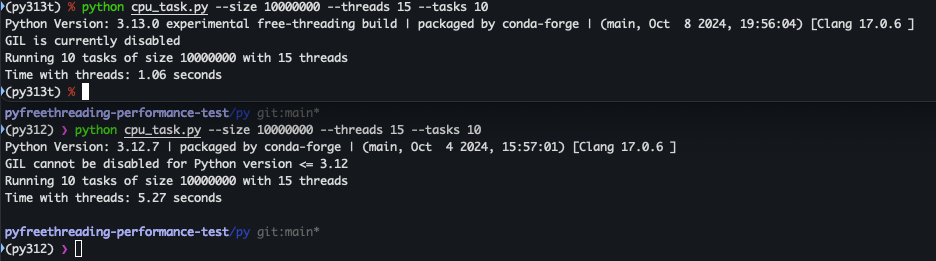 (py313t) % python cpu_task.py --size 10000000 --threads 15 --tasks 10
Python Version: 3.13.0 experimental free-threading build | packaged by conda-forge | (main, Oct  8 2024, 19:56:04) [Clang 17.0.6 ]
GIL is currently disabled
Running 10 tasks of size 10000000 with 15 threads
Time with threads: 1.06 seconds
(py313t) %
pyfreethreading-performance-test/py git:main*
(py312) ❯ python cpu_task.py --size 10000000 --threads 15 --tasks 10
Python Version: 3.12.7 | packaged by conda-forge | (main, Oct  4 2024, 15:57:01) [Clang 17.0.6 ]
GIL cannot be disabled for Python version <= 3.12
Running 10 tasks of size 10000000 with 15 threads
Time with threads: 5.27 seconds
pyfreethreading-performance-test/py git:main*
(py312) ❯